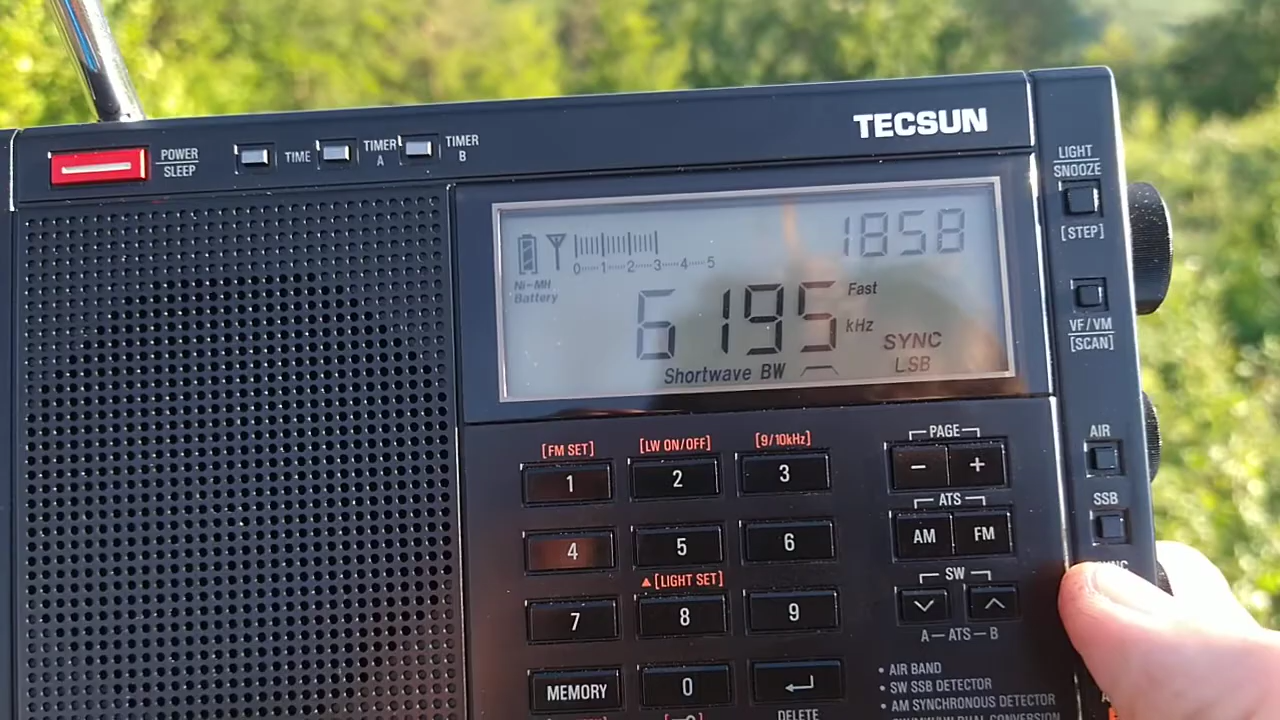 TECSUN
POWER
SLEEP
TIME
TIMER
A
TIMER
B
LIGHT
SNOOZE
[STEP]
1858
0 1 2 3 4 5
Ni-MH
Battery
6195
Fast
kHz
SYNC
LSB
Shortwave BW
VF/VM
[SCAN]
[FM SET] [LW ON/OFF] [9/10kHz]
1 2 3
PAGE
- +
AIR
ATS
SSB
4 5 6
AM FM
▲[LIGHT SET]
SW
7 8 9
A—ATS—B
MEMORY 0
DELETE
• AIR BAND
• SW SSB DETECTOR
• AM SYNCHRONOUS DETECTOR